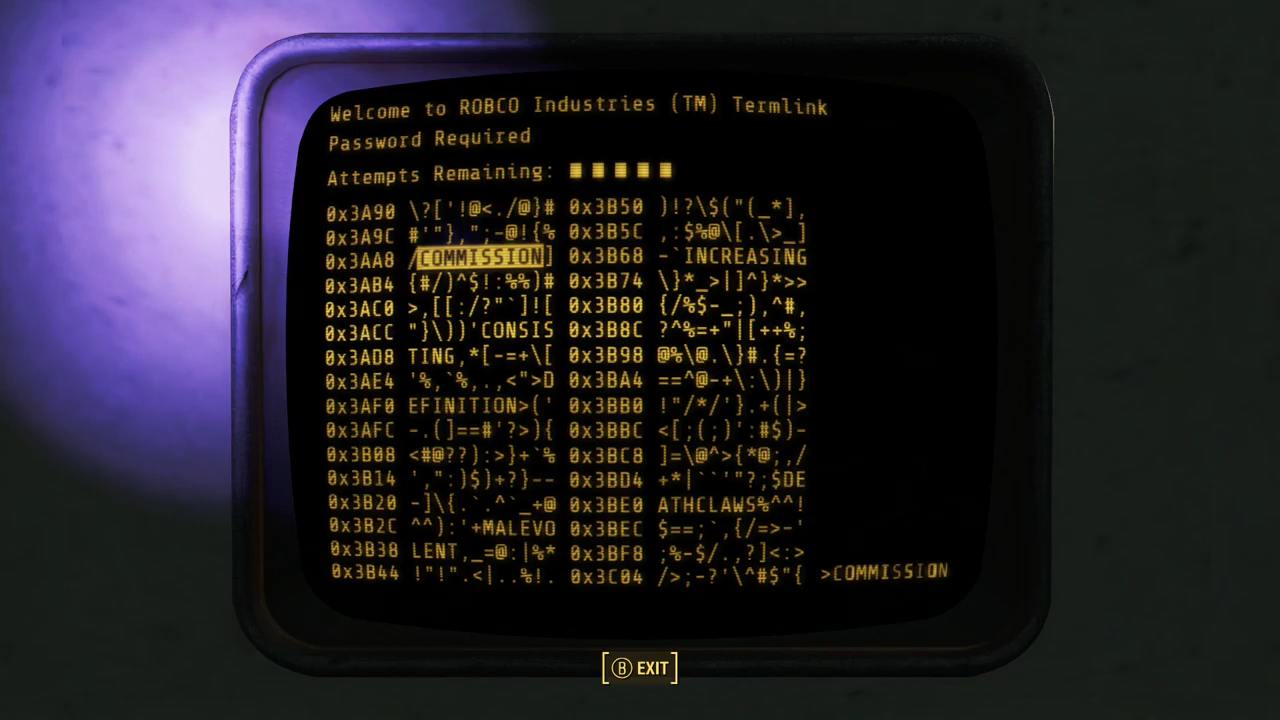 Welcome to ROBCO Industries (TM) Termlink
Password Required
Attempts Remaining: ■ ■ ■ ■ ■
0x3A90 \?['!@<./@}# 0x3B50 )!?\$("(_*],
0x3A9C #'"},";-@!{% 0x3B5C ,:$%@\[.\>_]
0x3AA8 /COMMISSION] 0x3B68 -`INCREASING
0x3AB4 {#/)^$!:%%)# 0x3B74 \}*_>|]^}*>>
0x3AC0 >,[[:/?"`]![ 0x3B80 {/%$-_;),^#,
0x3ACC "}\))'CONSIS 0x3B8C ?^%=+"|[++%;
0x3AD8 TING,*[-=+\[ 0x3B98 @%\@.\}#.{=?
0x3AE4 '%,`%,.,<">D 0x3BA4 ==^@-+\:\)|}
0x3AF0 EFINITION>(' 0x3BB0 !"/*/'}.+(|>
0x3AFC -.(]==#'?>){ 0x3BBC <[;(;)':#$)-
0x3B08 <#@??):>}+`% 0x3BC8 ]=\@^>{*@;,/
0x3B14 ',":)$)+?}-- 0x3BD4 +*|``'"?;$DE
0x3B20 -]\{.`.^`_+@ 0x3BE0 ATHCLAWS%^^!
0x3B2C ^^):'+MALEVO 0x3BEC $==;`,{/=>-'
0x3B38 LENT,_=@:|%* 0x3BF8 ;%-$/.,?]<:>
0x3B44 !"!".<|..%!. 0x3C04 />;-?'\^#$"{ >COMMISSION
Ⓑ EXIT